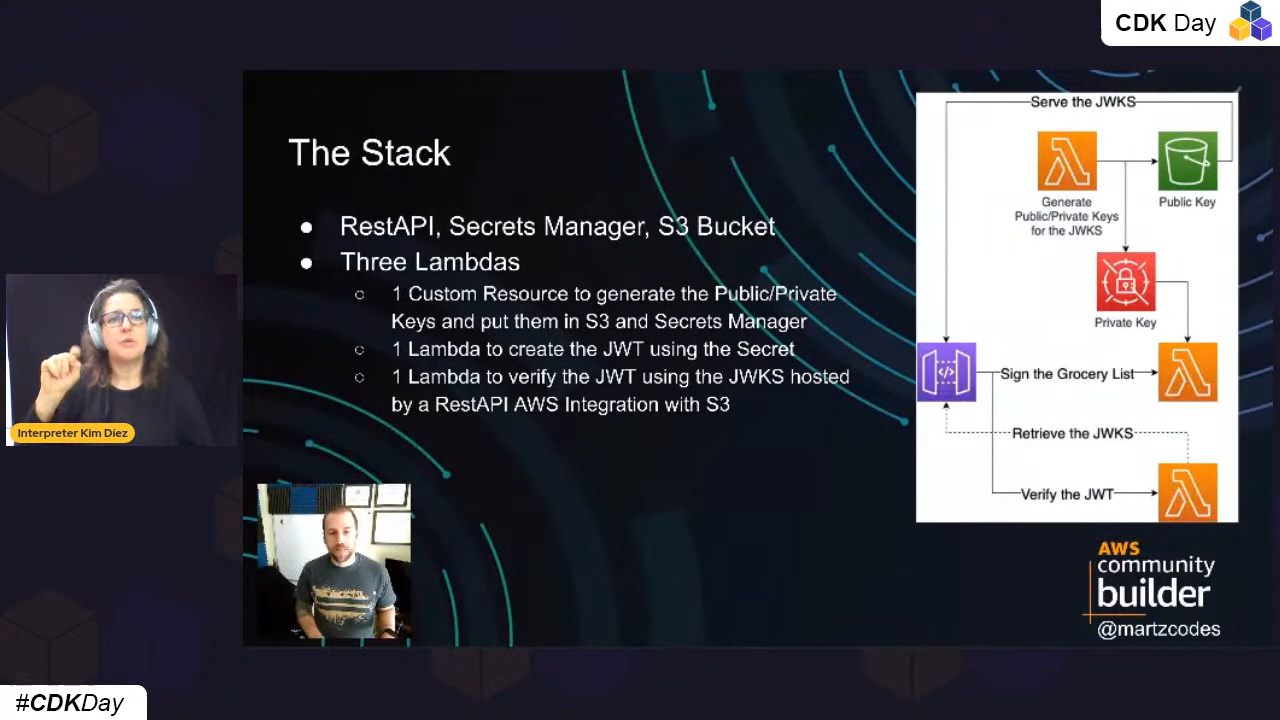 CDK Day
The Stack
● RestAPI, Secrets Manager, S3 Bucket
● Three Lambdas
○ 1 Custom Resource to generate the Public/Private
Keys and put them in S3 and Secrets Manager
○ 1 Lambda to create the JWT using the Secret
○ 1 Lambda to verify the JWT using the JWKS hosted
by a RestAPI AWS Integration with S3
Serve the JWKS
Generate
Public/Private Keys
for the JWKS
Public Key
Private Key
Sign the Grocery List
Retrieve the JWKS
Verify the JWT
Interpreter Kim Díez
AWS
community
builder
@martzcodes
#CDKDay